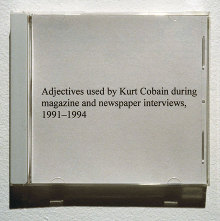 Adjectives used by Kurt Cobain during
magazine and newspaper interviews,
1991–1994